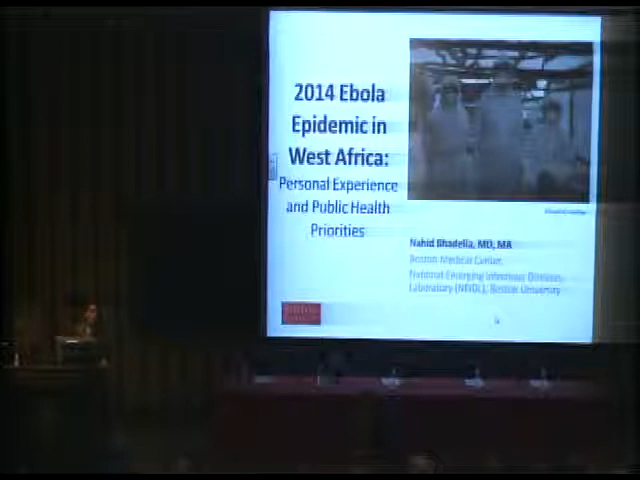 2014 Ebola
Epidemic in
West Africa:
Personal Experience
and Public Health
Priorities
Nahid Bhadelia, MD, MA
Boston Medical Center,
National Emerging Infectious Diseases
Laboratory (NEIDL), Boston University